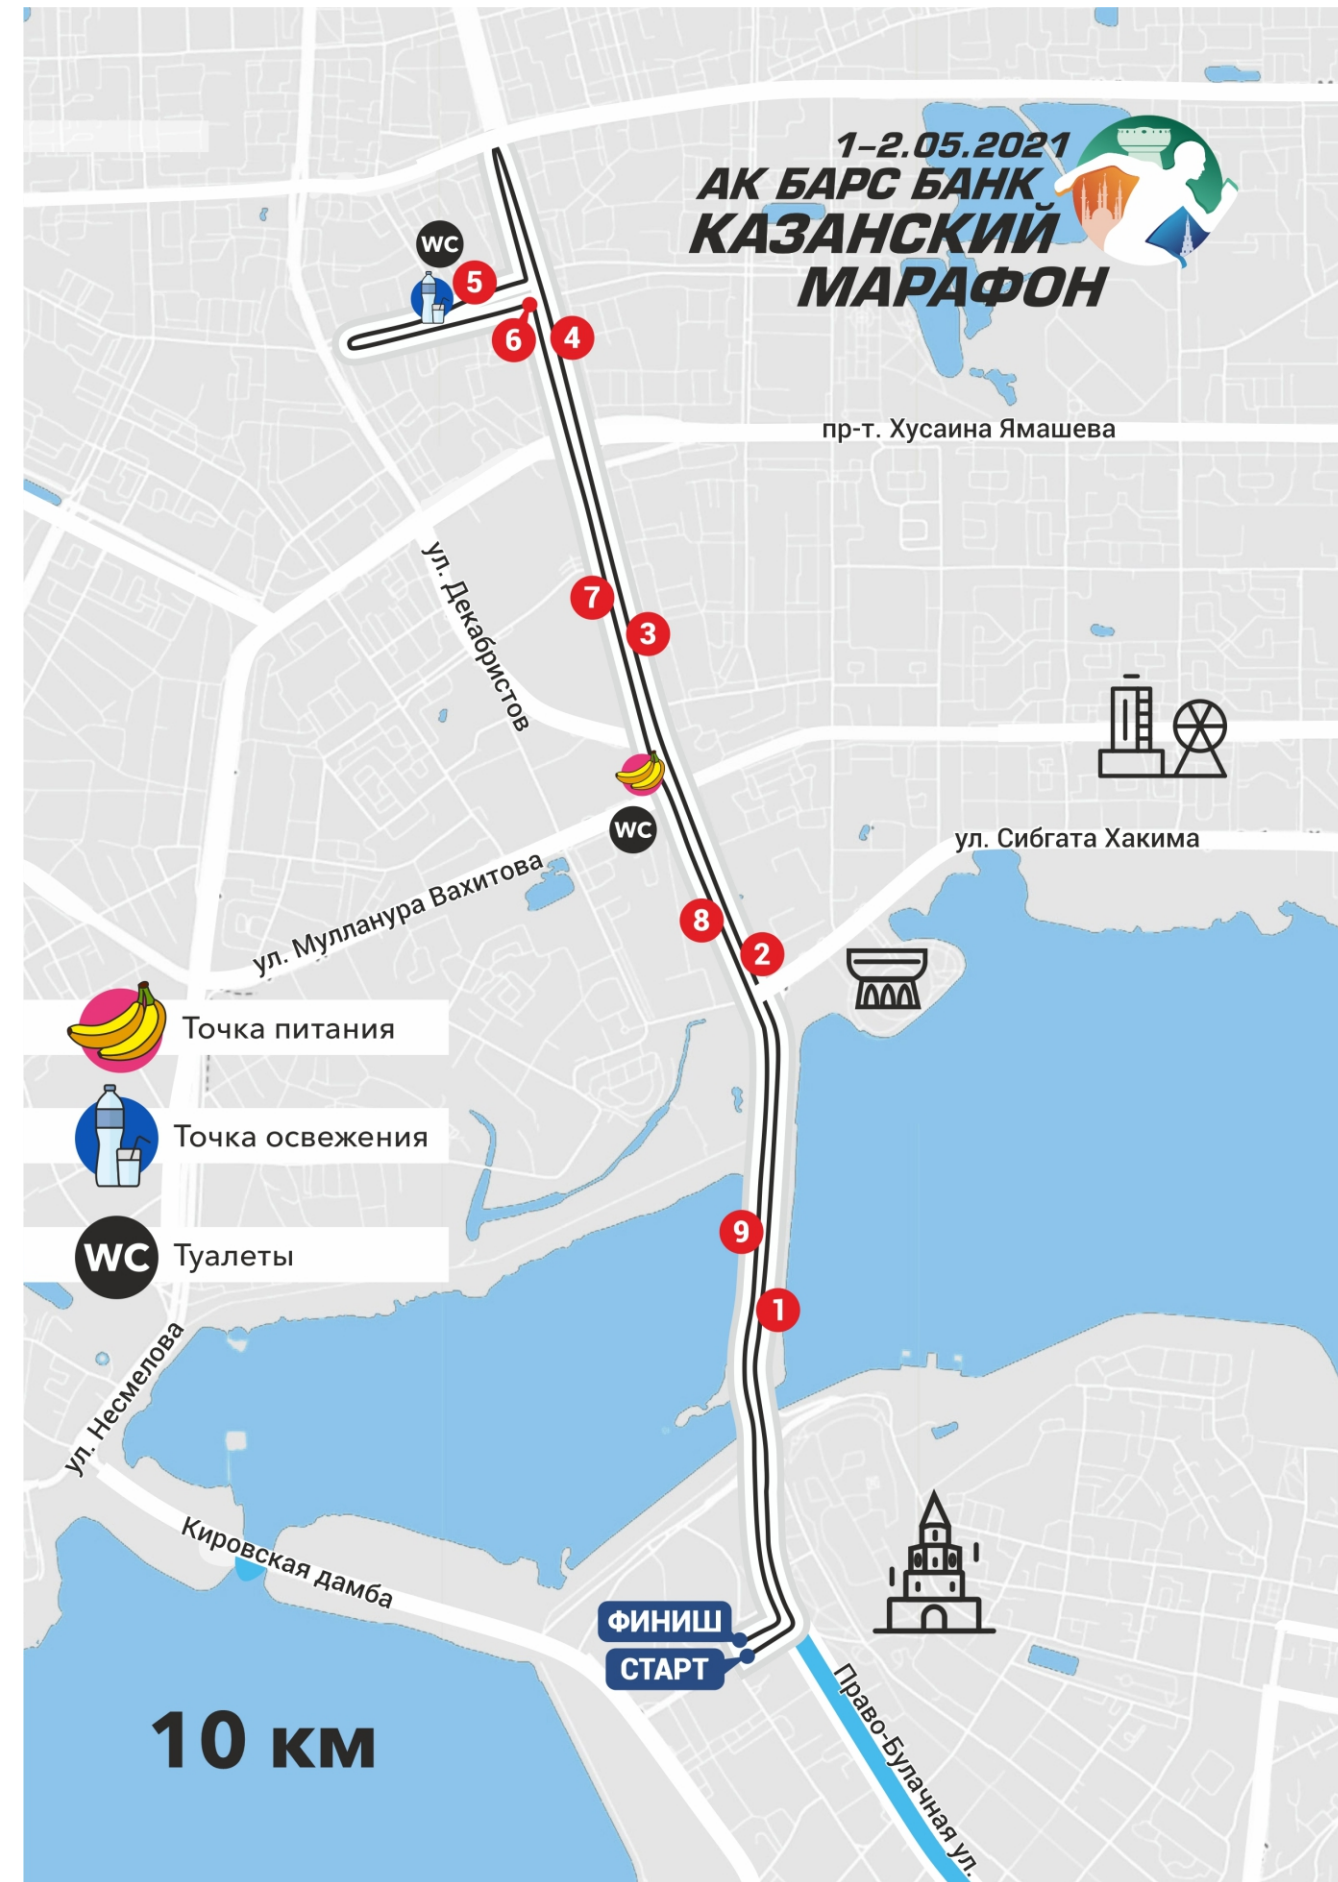 1–2.05.2021
АК БАРС БАНК
КАЗАНСКИЙ
МАРАФОН
WC
5
6
4
пр-т. Хусаина Ямашева
ул. Декабристов
7
3
WC
ул. Сибгата Хакима
ул. Мулланура Вахитова
8
2
Точка питания
Точка освежения
WC Туалеты
9
1
ул. Несмелова
Кировская дамба
ФИНИШ
СТАРТ
Право-Булачная ул.
10 км